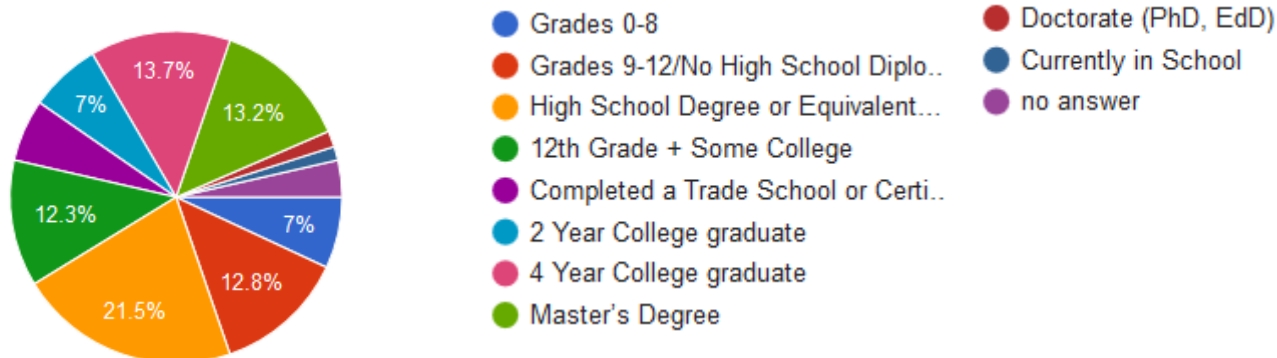 13.7%
7%
13.2%
12.3%
7%
12.8%
21.5%
Grades 0-8
Grades 9-12/No High School Diplo..
High School Degree or Equivalent...
12th Grade + Some College
Completed a Trade School or Certi..
2 Year College graduate
4 Year College graduate
Master's Degree
Doctorate (PhD, EdD)
Currently in School
no answer